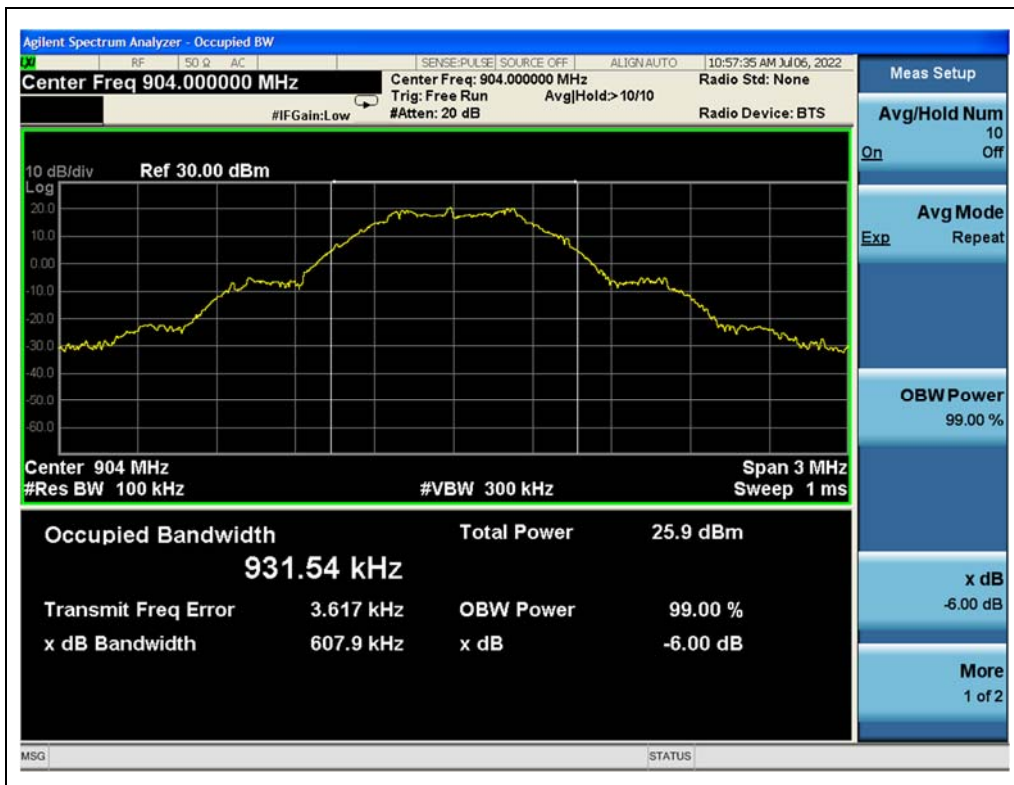 Agilent Spectrum Analyzer - Occupied BW
LXI RF 50 Ω AC SENSE:PULSE SOURCE OFF ALIGN AUTO 10:57:35 AM Jul 06, 2022
Center Freq 904.000000 MHz
Center Freq: 904.000000 MHz Radio Std: None
Trig: Free Run Avg|Hold:> 10/10
#IFGain:Low #Atten: 20 dB Radio Device: BTS
10 dB/div Ref 30.00 dBm
Log
20.0
10.0
0.00
-10.0
-20.0
-30.0
-40.0
-50.0
-60.0
Center 904 MHz Span 3 MHz
#Res BW 100 kHz #VBW 300 kHz Sweep 1 ms
Occupied Bandwidth Total Power 25.9 dBm
931.54 kHz
Transmit Freq Error 3.617 kHz OBW Power 99.00 %
x dB Bandwidth 607.9 kHz x dB -6.00 dB
Meas Setup
Avg/Hold Num
10
On Off
Avg Mode
Exp Repeat
OBW Power
99.00 %
x dB
-6.00 dB
More
1 of 2
MSG STATUS